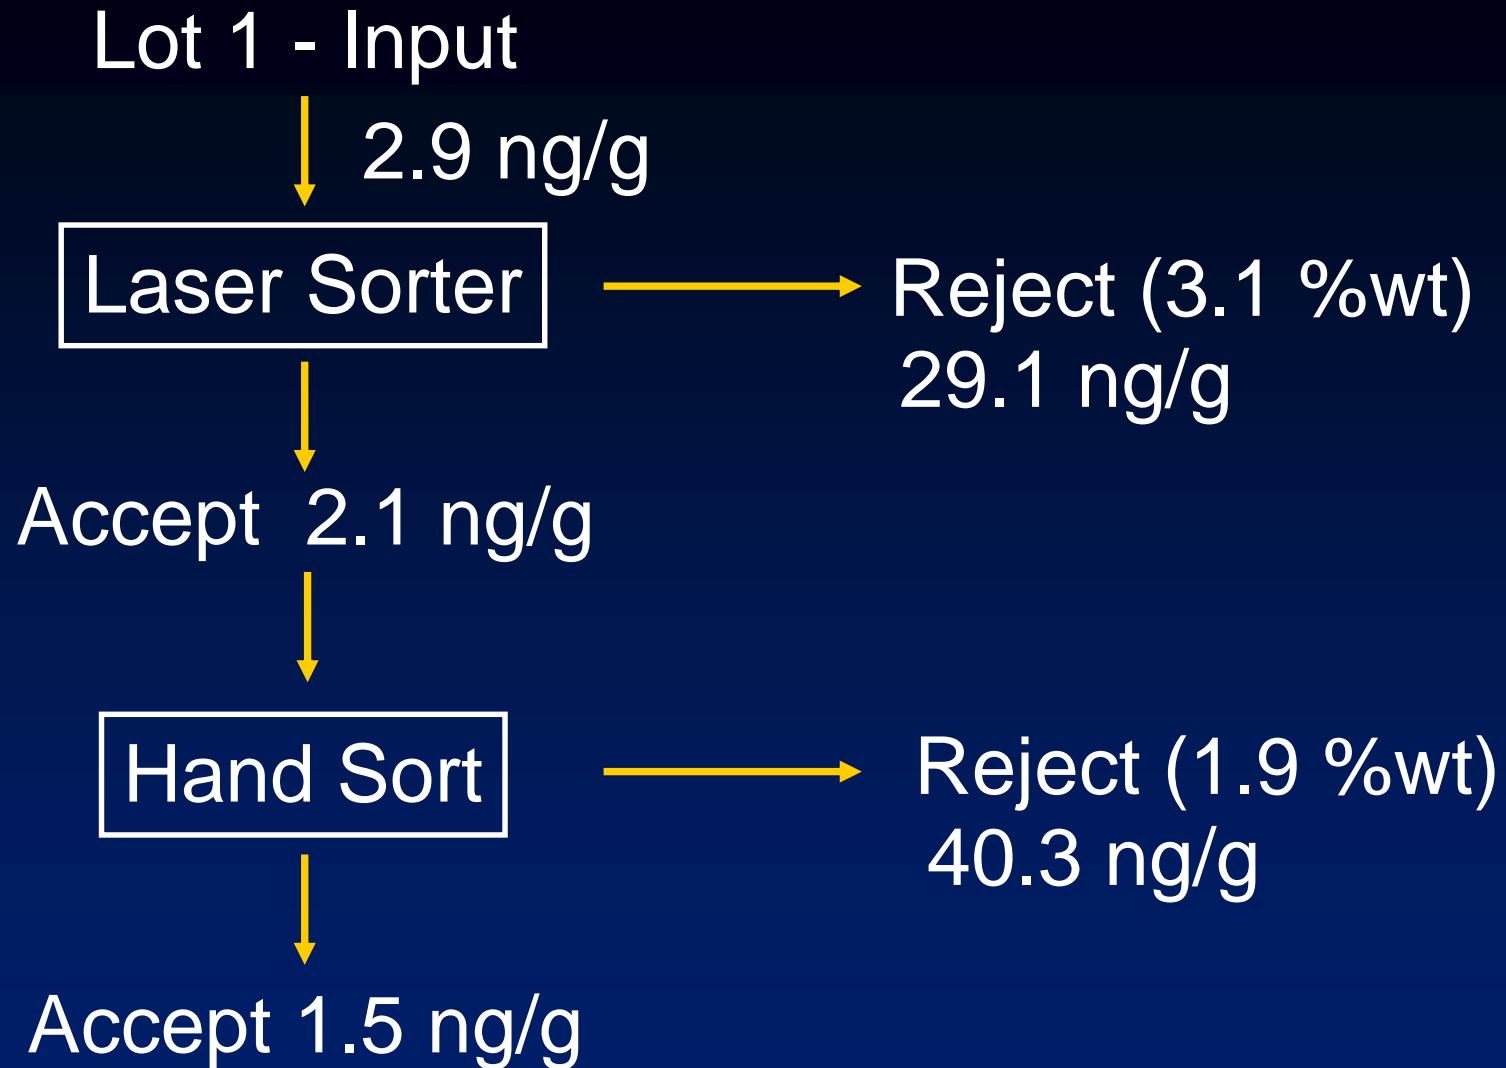 Lot 1 - Input
2.9 ng/g
Laser Sorter
Reject (3.1 %wt)
29.1 ng/g
Accept 2.1 ng/g
Hand Sort
Reject (1.9 %wt)
40.3 ng/g
Accept 1.5 ng/g